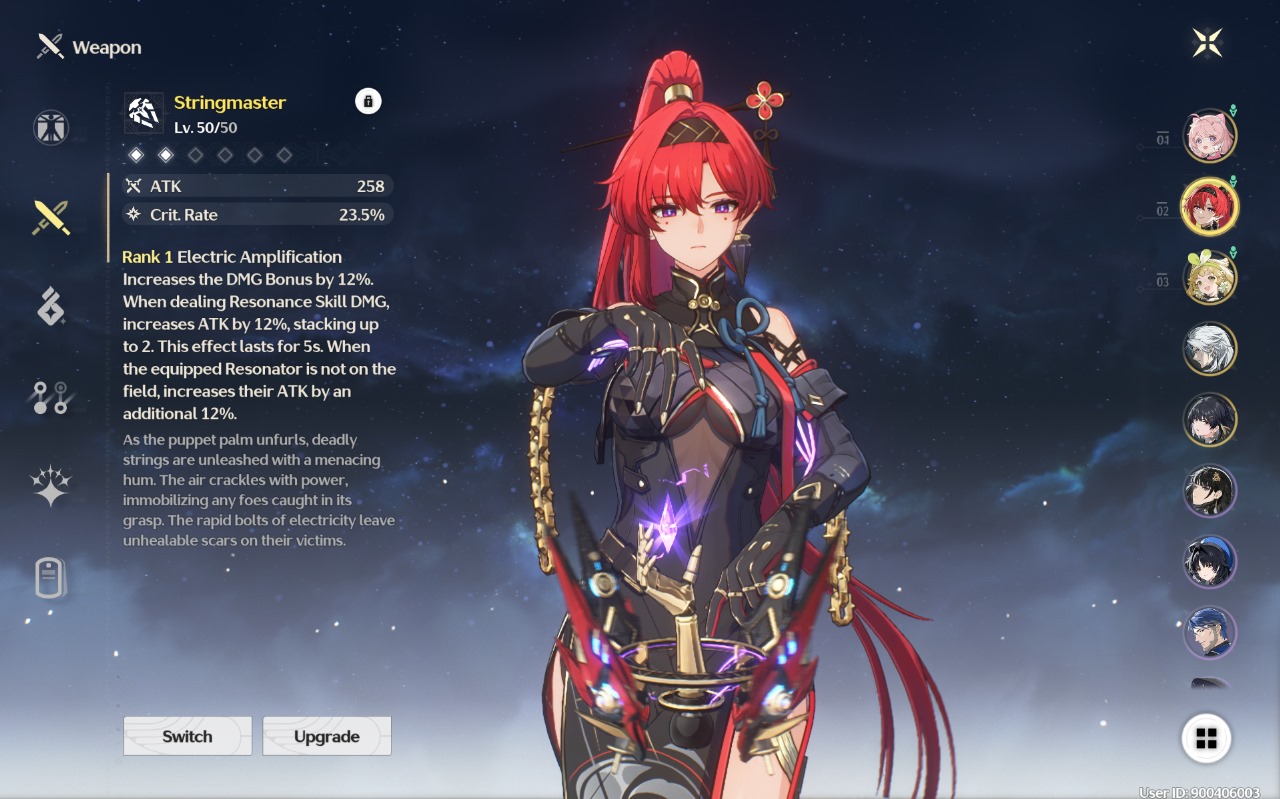 Weapon
Stringmaster
Lv. 50/50
ATK 258
Crit. Rate 23.5%
Rank 1 Electric Amplification
Increases the DMG Bonus by 12%.
When dealing Resonance Skill DMG,
increases ATK by 12%, stacking up
to 2. This effect lasts for 5s. When
the equipped Resonator is not on the
field, increases their ATK by an
additional 12%.
As the puppet palm unfurls, deadly
strings are unleashed with a menacing
hum. The air crackles with power,
immobilizing any foes caught in its
grasp. The rapid bolts of electricity leave
unhealable scars on their victims.
Switch
Upgrade
01
02
03
User ID: 900406003